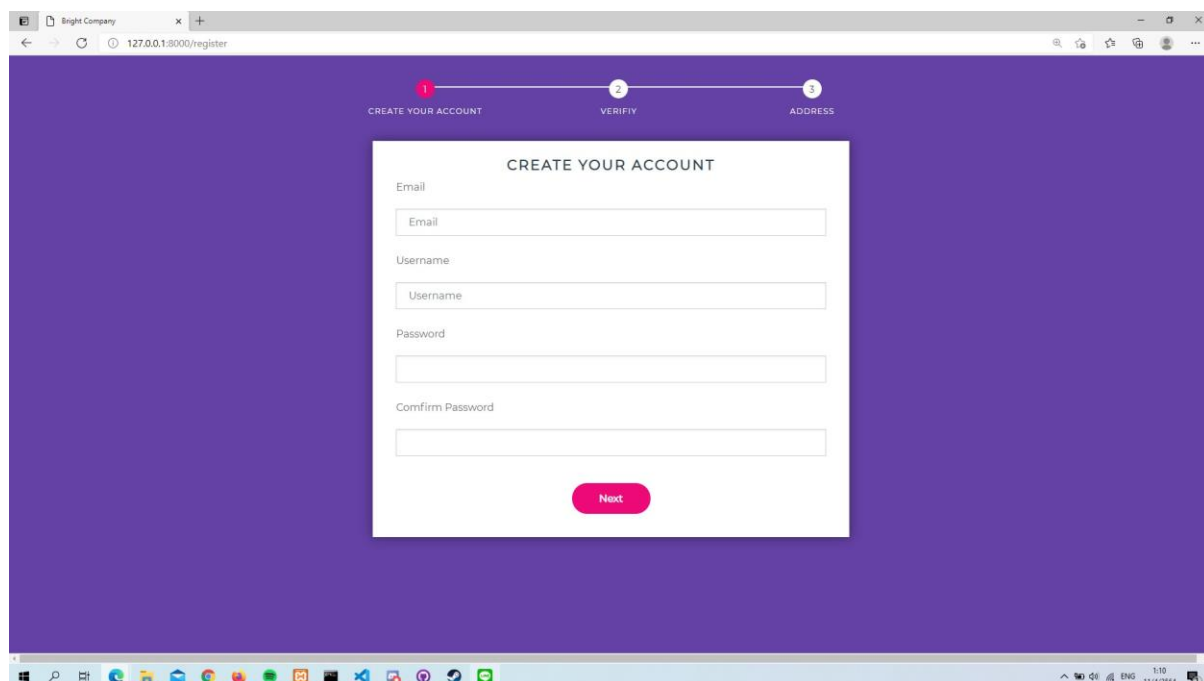 Bright Company
127.0.0.1:8000/register
1 2 3
CREATE YOUR ACCOUNT VERIFIY ADDRESS
CREATE YOUR ACCOUNT
Email
Email
Username
Username
Password
Comfirm Password
Next
ENG 1:10